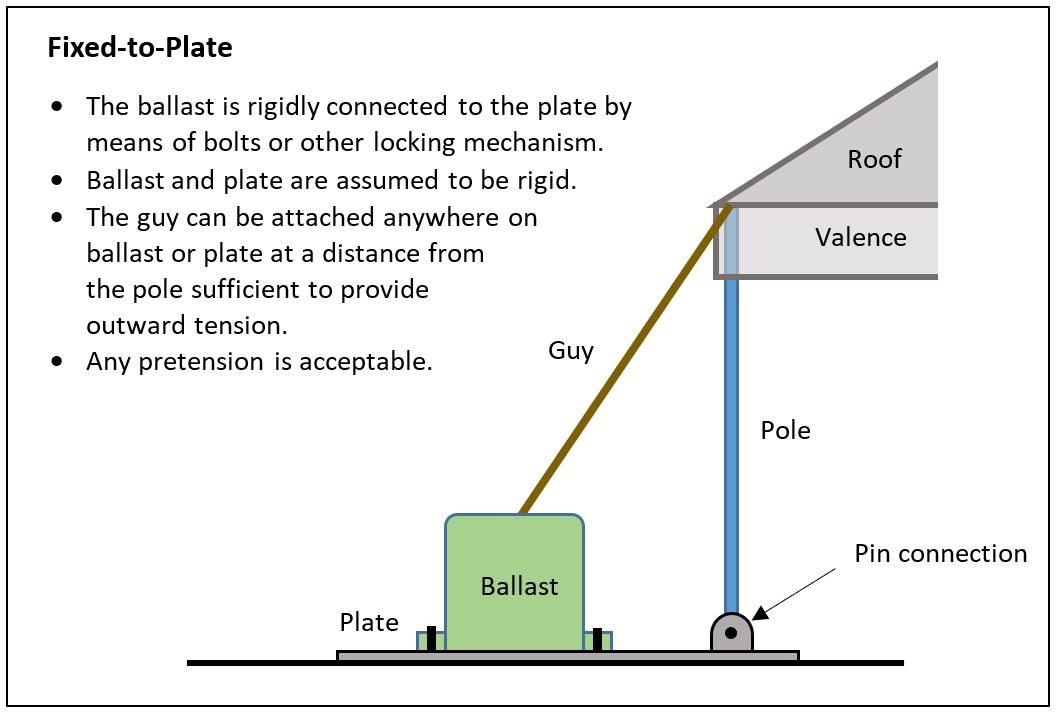 Fixed-to-Plate
• The ballast is rigidly connected to the plate by
means of bolts or other locking mechanism.
• Ballast and plate are assumed to be rigid.
• The guy can be attached anywhere on
ballast or plate at a distance from
the pole sufficient to provide
outward tension.
• Any pretension is acceptable.
Roof
Valence
Guy
Pole
Pin connection
Ballast
Plate